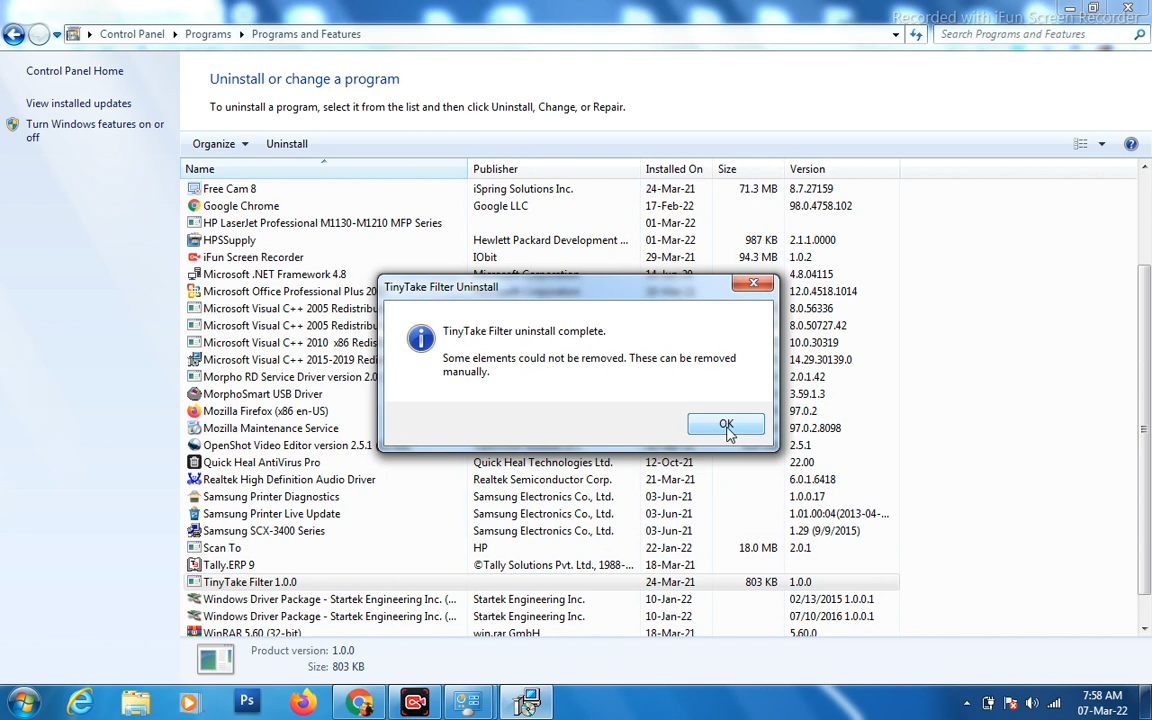 Recorded with iFun Screen Recorder
Control Panel
Programs
Programs and Features
Search Programs and Features
Control Panel Home
View installed updates
Turn Windows features on or
off
Uninstall or change a program
To uninstall a program, select it from the list and then click Uninstall, Change, or Repair.
Organize
Uninstall
Name Publisher Installed On Size Version
Free Cam 8 iSpring Solutions Inc. 24-Mar-21 71.3 MB 8.7.27159
Google Chrome Google LLC 17-Feb-22 98.0.4758.102
HP LaserJet Professional M1130-M1210 MFP Series 01-Mar-22
HPSSupply Hewlett Packard Development ... 01-Mar-22 987 KB 2.1.1.0000
iFun Screen Recorder IObit 29-Mar-21 94.3 MB 1.0.2
Microsoft .NET Framework 4.8 Microsoft Corporation 4.8.04115
Microsoft Office Professional Plus 20 12.0.4518.1014
Microsoft Visual C++ 2005 Redistribu 8.0.56336
Microsoft Visual C++ 2005 Redistribu 8.0.50727.42
Microsoft Visual C++ 2010 x86 Redis 10.0.30319
Microsoft Visual C++ 2015-2019 Redi 14.29.30139.0
Morpho RD Service Driver version 2.0 2.0.1.42
MorphoSmart USB Driver 3.59.1.3
Mozilla Firefox (x86 en-US) 97.0.2
Mozilla Maintenance Service 97.0.2.8098
OpenShot Video Editor version 2.5.1 2.5.1
Quick Heal AntiVirus Pro Quick Heal Technologies Ltd. 12-Oct-21 22.00
Realtek High Definition Audio Driver Realtek Semiconductor Corp. 21-Mar-21 6.0.1.6418
Samsung Printer Diagnostics Samsung Electronics Co., Ltd. 03-Jun-21 1.0.0.17
Samsung Printer Live Update Samsung Electronics Co., Ltd. 03-Jun-21 1.01.00:04(2013-04-...
Samsung SCX-3400 Series Samsung Electronics Co., Ltd. 03-Jun-21 1.29 (9/9/2015)
Scan To HP 22-Jan-22 18.0 MB 2.0.1
Tally.ERP 9 ©Tally Solutions Pvt. Ltd., 1988-... 18-Mar-21
TinyTake Filter 1.0.0 24-Mar-21 803 KB 1.0.0
Windows Driver Package - Startek Engineering Inc. (... Startek Engineering Inc. 10-Jan-22 02/13/2015 1.0.0.1
Windows Driver Package - Startek Engineering Inc. (... Startek Engineering Inc. 10-Jan-22 07/10/2016 1.0.0.1
WinRAR 5.60 (32-bit) win.rar GmbH 18-Mar-21 5.60.0
TinyTake Filter Uninstall
TinyTake Filter uninstall complete.
Some elements could not be removed. These can be removed
manually.
OK
Product version: 1.0.0
Size: 803 KB
Ps
7:58 AM
07-Mar-22